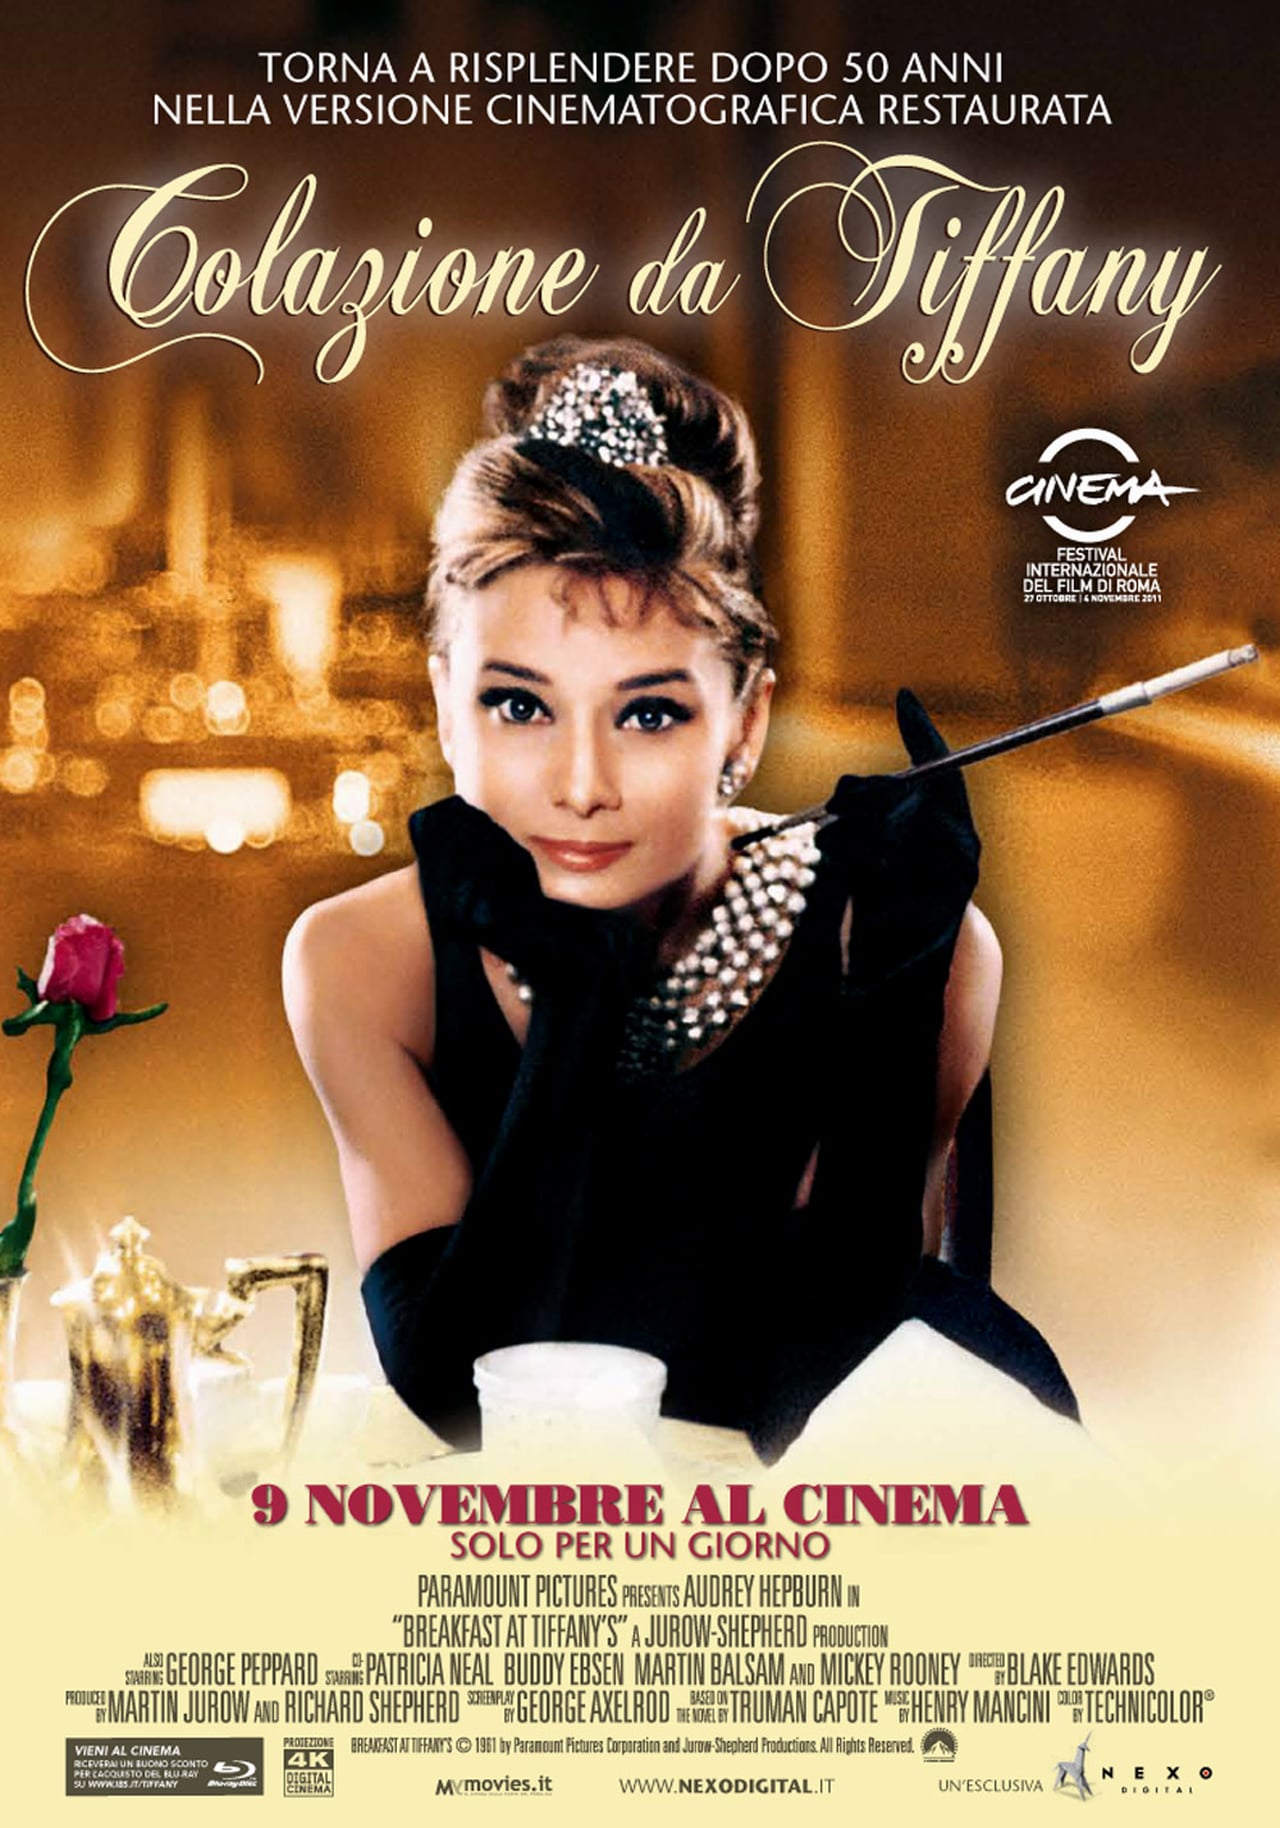 TORNA A RISPLENDERE DOPO 50 ANNI
NELLA VERSIONE CINEMATOGRAFICA RESTAURATA
Colazione da Tiffany
CINEMA
FESTIVAL
INTERNAZIONALE
DEL FILM DI ROMA
27 OTTOBRE | 4 NOVEMBRE 2011
9 NOVEMBRE AL CINEMA
SOLO PER UN GIORNO
PARAMOUNT PICTURES PRESENTS AUDREY HEPBURN IN
“BREAKFAST AT TIFFANY'S” A JUROW-SHEPHERD PRODUCTION
ALSO STARRING GEORGE PEPPARD CO-STARRING PATRICIA NEAL BUDDY EBSEN MARTIN BALSAM AND MICKEY ROONEY DIRECTED BY BLAKE EDWARDS
PRODUCED BY MARTIN JUROW AND RICHARD SHEPHERD SCREENPLAY BY GEORGE AXELROD BASED ON THE NOVEL BY TRUMAN CAPOTE MUSIC BY HENRY MANCINI COLOR BY TECHNICOLOR®
VIENI AL CINEMA
RICEVERAI UN BUONO SCONTO
PER L'ACQUISTO DEL BLU-RAY
SU WWW.IBS.IT/TIFFANY
Blu-ray Disc
PROIEZIONE
4K
DIGITAL
CINEMA
BREAKFAST AT TIFFANY'S © 1961 by Paramount Pictures Corporation and Jurow-Shepherd Productions. All Rights Reserved.
MYmovies.it
WWW.NEXODIGITAL.IT
UN'ESCLUSIVA
NEXO
DIGITAL